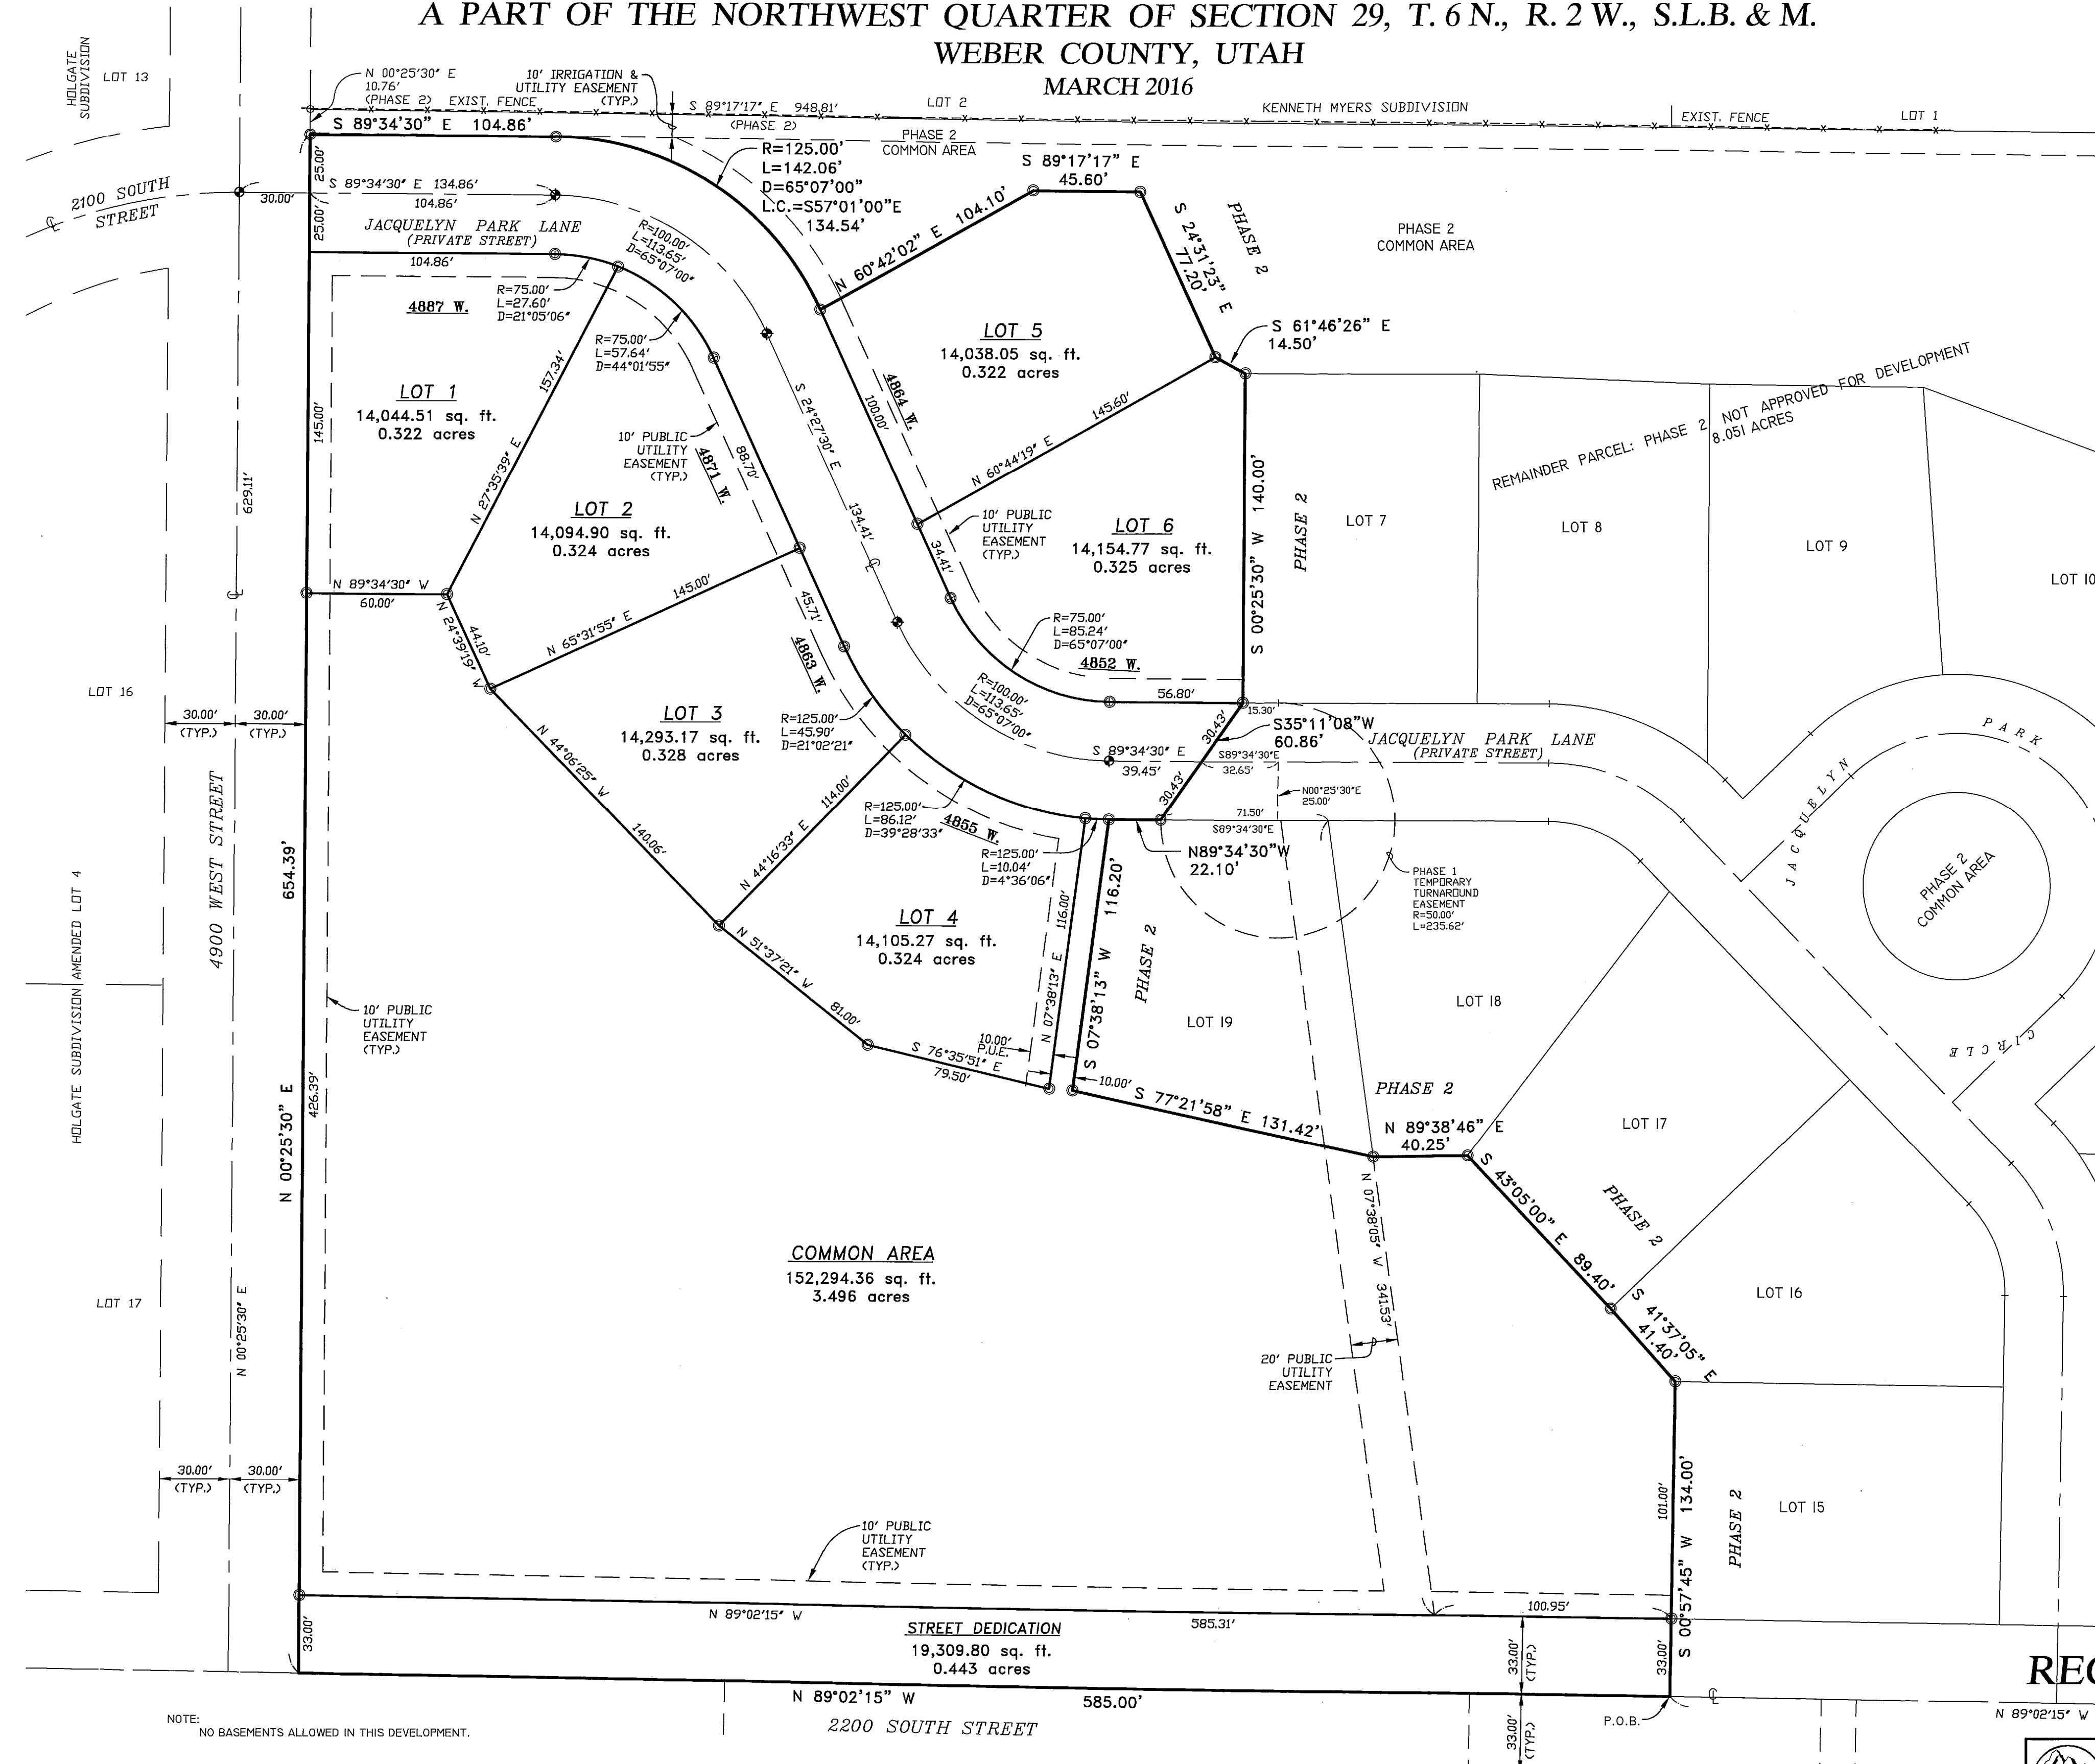 A PART OF THE NORTHWEST QUARTER OF SECTION 29, T. 6 N., R. 2 W., S.L.B. & M.
WEBER COUNTY, UTAH
MARCH 2016
HOLGATE
SUBDIVISION
LOT 13
N 00°25'30" E
10.76'
(PHASE 2)
EXIST. FENCE
10' IRRIGATION &
UTILITY EASEMENT
(TYP.)
S 89°17'17" E 948.81'
(PHASE 2)
LOT 2
KENNETH MYERS SUBDIVISION
EXIST. FENCE
LOT 1
S 89°34'30" E 104.86'
PHASE 2
COMMON AREA
R=125.00'
L=142.06'
D=65°07'00"
L.C.=S57°01'00"E
134.54'
S 89°17'17" E
45.60'
25.00'
25.00'
S 89°34'30" E 134.86'
104.86'
30.00'
2100 SOUTH
STREET
JACQUELYN PARK LANE
(PRIVATE STREET)
104.86'
R=100.00'
L=113.65'
D=65°07'00"
N 60°42'02" E 104.10'
S 24°31'23" E
77.20'
PHASE 2
PHASE 2
COMMON AREA
R=75.00'
L=27.60'
D=21°05'06"
4887 W.
R=75.00'
L=57.64'
D=44°01'55"
LOT 5
14,038.05 sq. ft.
0.322 acres
S 61°46'26" E
14.50'
4864 W.
100.00'
145.60'
N 60°44'19" E
REMAINDER PARCEL: PHASE 2 NOT APPROVED FOR DEVELOPMENT
8.051 ACRES
LOT 1
14,044.51 sq. ft.
0.322 acres
145.00'
157.34'
N 27°35'39" E
10' PUBLIC
UTILITY
EASEMENT
(TYP.)
4871 W.
88.70'
S 24°27'30" E
134.41'
629.11'
LOT 2
14,094.90 sq. ft.
0.324 acres
10' PUBLIC
UTILITY
EASEMENT
(TYP.)
34.41'
LOT 6
14,154.77 sq. ft.
0.325 acres
S 00°25'30" W 140.00'
PHASE 2
LOT 7
LOT 8
LOT 9
LOT 10
N 89°34'30" W
60.00'
N 24°39'19" W
44.10'
N 65°31'55" E
145.00'
45.71'
4863 W.
R=75.00'
L=85.24'
D=65°07'00"
4852 W.
56.80'
15.30'
LOT 16
30.00'
(TYP.)
30.00'
(TYP.)
LOT 3
14,293.17 sq. ft.
0.328 acres
R=125.00'
L=45.90'
D=21°02'21"
R=100.00'
L=113.65'
D=65°07'00"
30.43'
S35°11'08"W
60.86'
JACQUELYN PARK LANE
(PRIVATE STREET)
S 89°34'30" E
39.45'
S89°34'30"E
32.65'
30.43'
N00°25'30"E
25.00'
71.50'
S89°34'30"E
JACQUELYN
PARK
CIRCLE
PHASE 2
COMMON AREA
N 44°06'25" W
140.06'
114.00'
N 44°16'33" E
R=125.00'
L=86.12'
D=39°28'33"
4855 W.
R=125.00'
L=10.04'
D=4°36'06"
N89°34'30"W
22.10'
PHASE 1
TEMPORARY
TURNAROUND
EASEMENT
R=50.00'
L=235.62'
4900 WEST STREET
654.39'
HOLGATE SUBDIVISION AMENDED LOT 4
LOT 4
14,105.27 sq. ft.
0.324 acres
N 51°37'21" W
81.00'
116.00'
N 07°38'13" E
S 07°38'13" W 116.20'
PHASE 2
LOT 19
LOT 18
10' PUBLIC
UTILITY
EASEMENT
(TYP.)
S 76°35'51" E
79.50'
10.00'
P.U.E.
10.00'
S 77°21'58" E 131.42'
PHASE 2
N 89°38'46" E
40.25'
LOT 17
426.39'
N 00°25'30" E
N 07°38'05" W 341.53'
S 43°05'00" E 89.40'
PHASE 2
COMMON AREA
152,294.36 sq. ft.
3.496 acres
LOT 17
N 00°25'30" E
LOT 16
S 41°37'05" E
41.40'
20' PUBLIC
UTILITY
EASEMENT
30.00'
(TYP.)
30.00'
(TYP.)
101.00'
S 00°57'45" W 134.00'
PHASE 2
LOT 15
10' PUBLIC
UTILITY
EASEMENT
(TYP.)
N 89°02'15" W
585.31'
100.95'
33.00'
STREET DEDICATION
19,309.80 sq. ft.
0.443 acres
33.00'
(TYP.)
33.00'
REC
N 89°02'15" W
585.00'
N 89°02'15" W
NOTE:
NO BASEMENTS ALLOWED IN THIS DEVELOPMENT.
2200 SOUTH STREET
33.00'
(TYP.)
P.O.B.